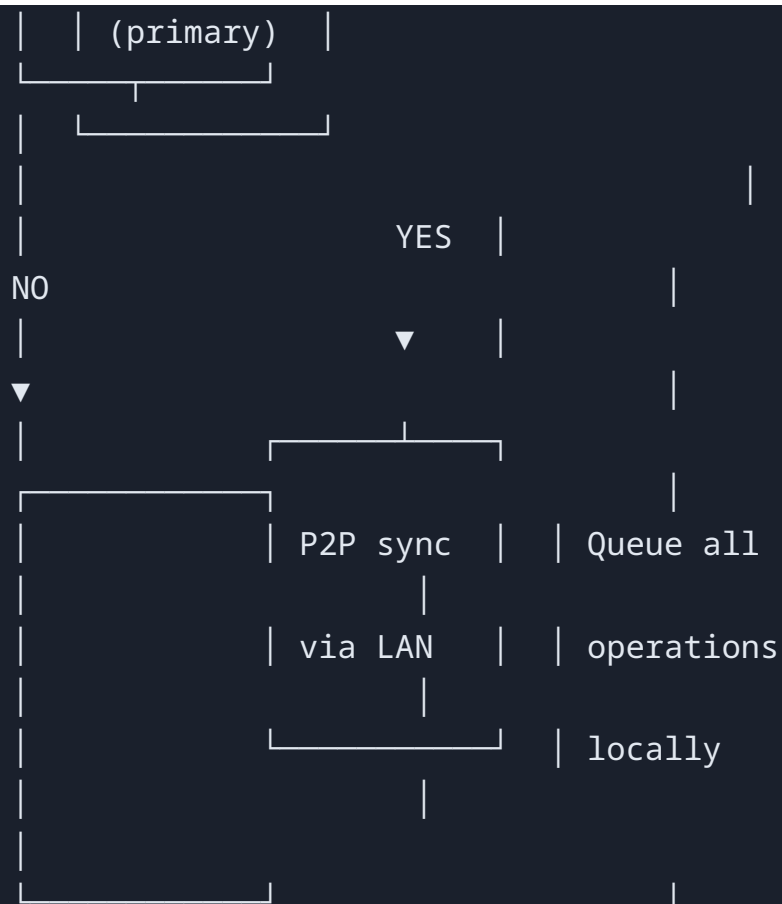 │ │ (primary) │
└──────┬───────┘
│ └─────────────┘
│ │
│ YES │
NO │
│ ▼ │
▼ │
│ ┌───────┴─────┐
┌─────────────┐ │
│ │ P2P sync │ │ Queue all
│ │
│ │ via LAN │ │ operations
│ │
│ └────────────┘ │ locally
│ │
│
└─────────────┘ │